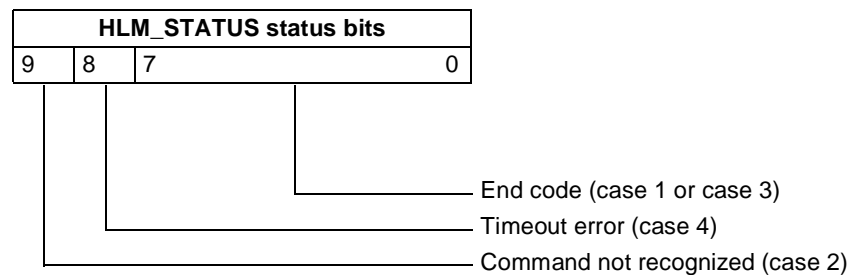 HLM_STATUS status bits
9 8 7 0
End code (case 1 or case 3)
Timeout error (case 4)
Command not recognized (case 2)